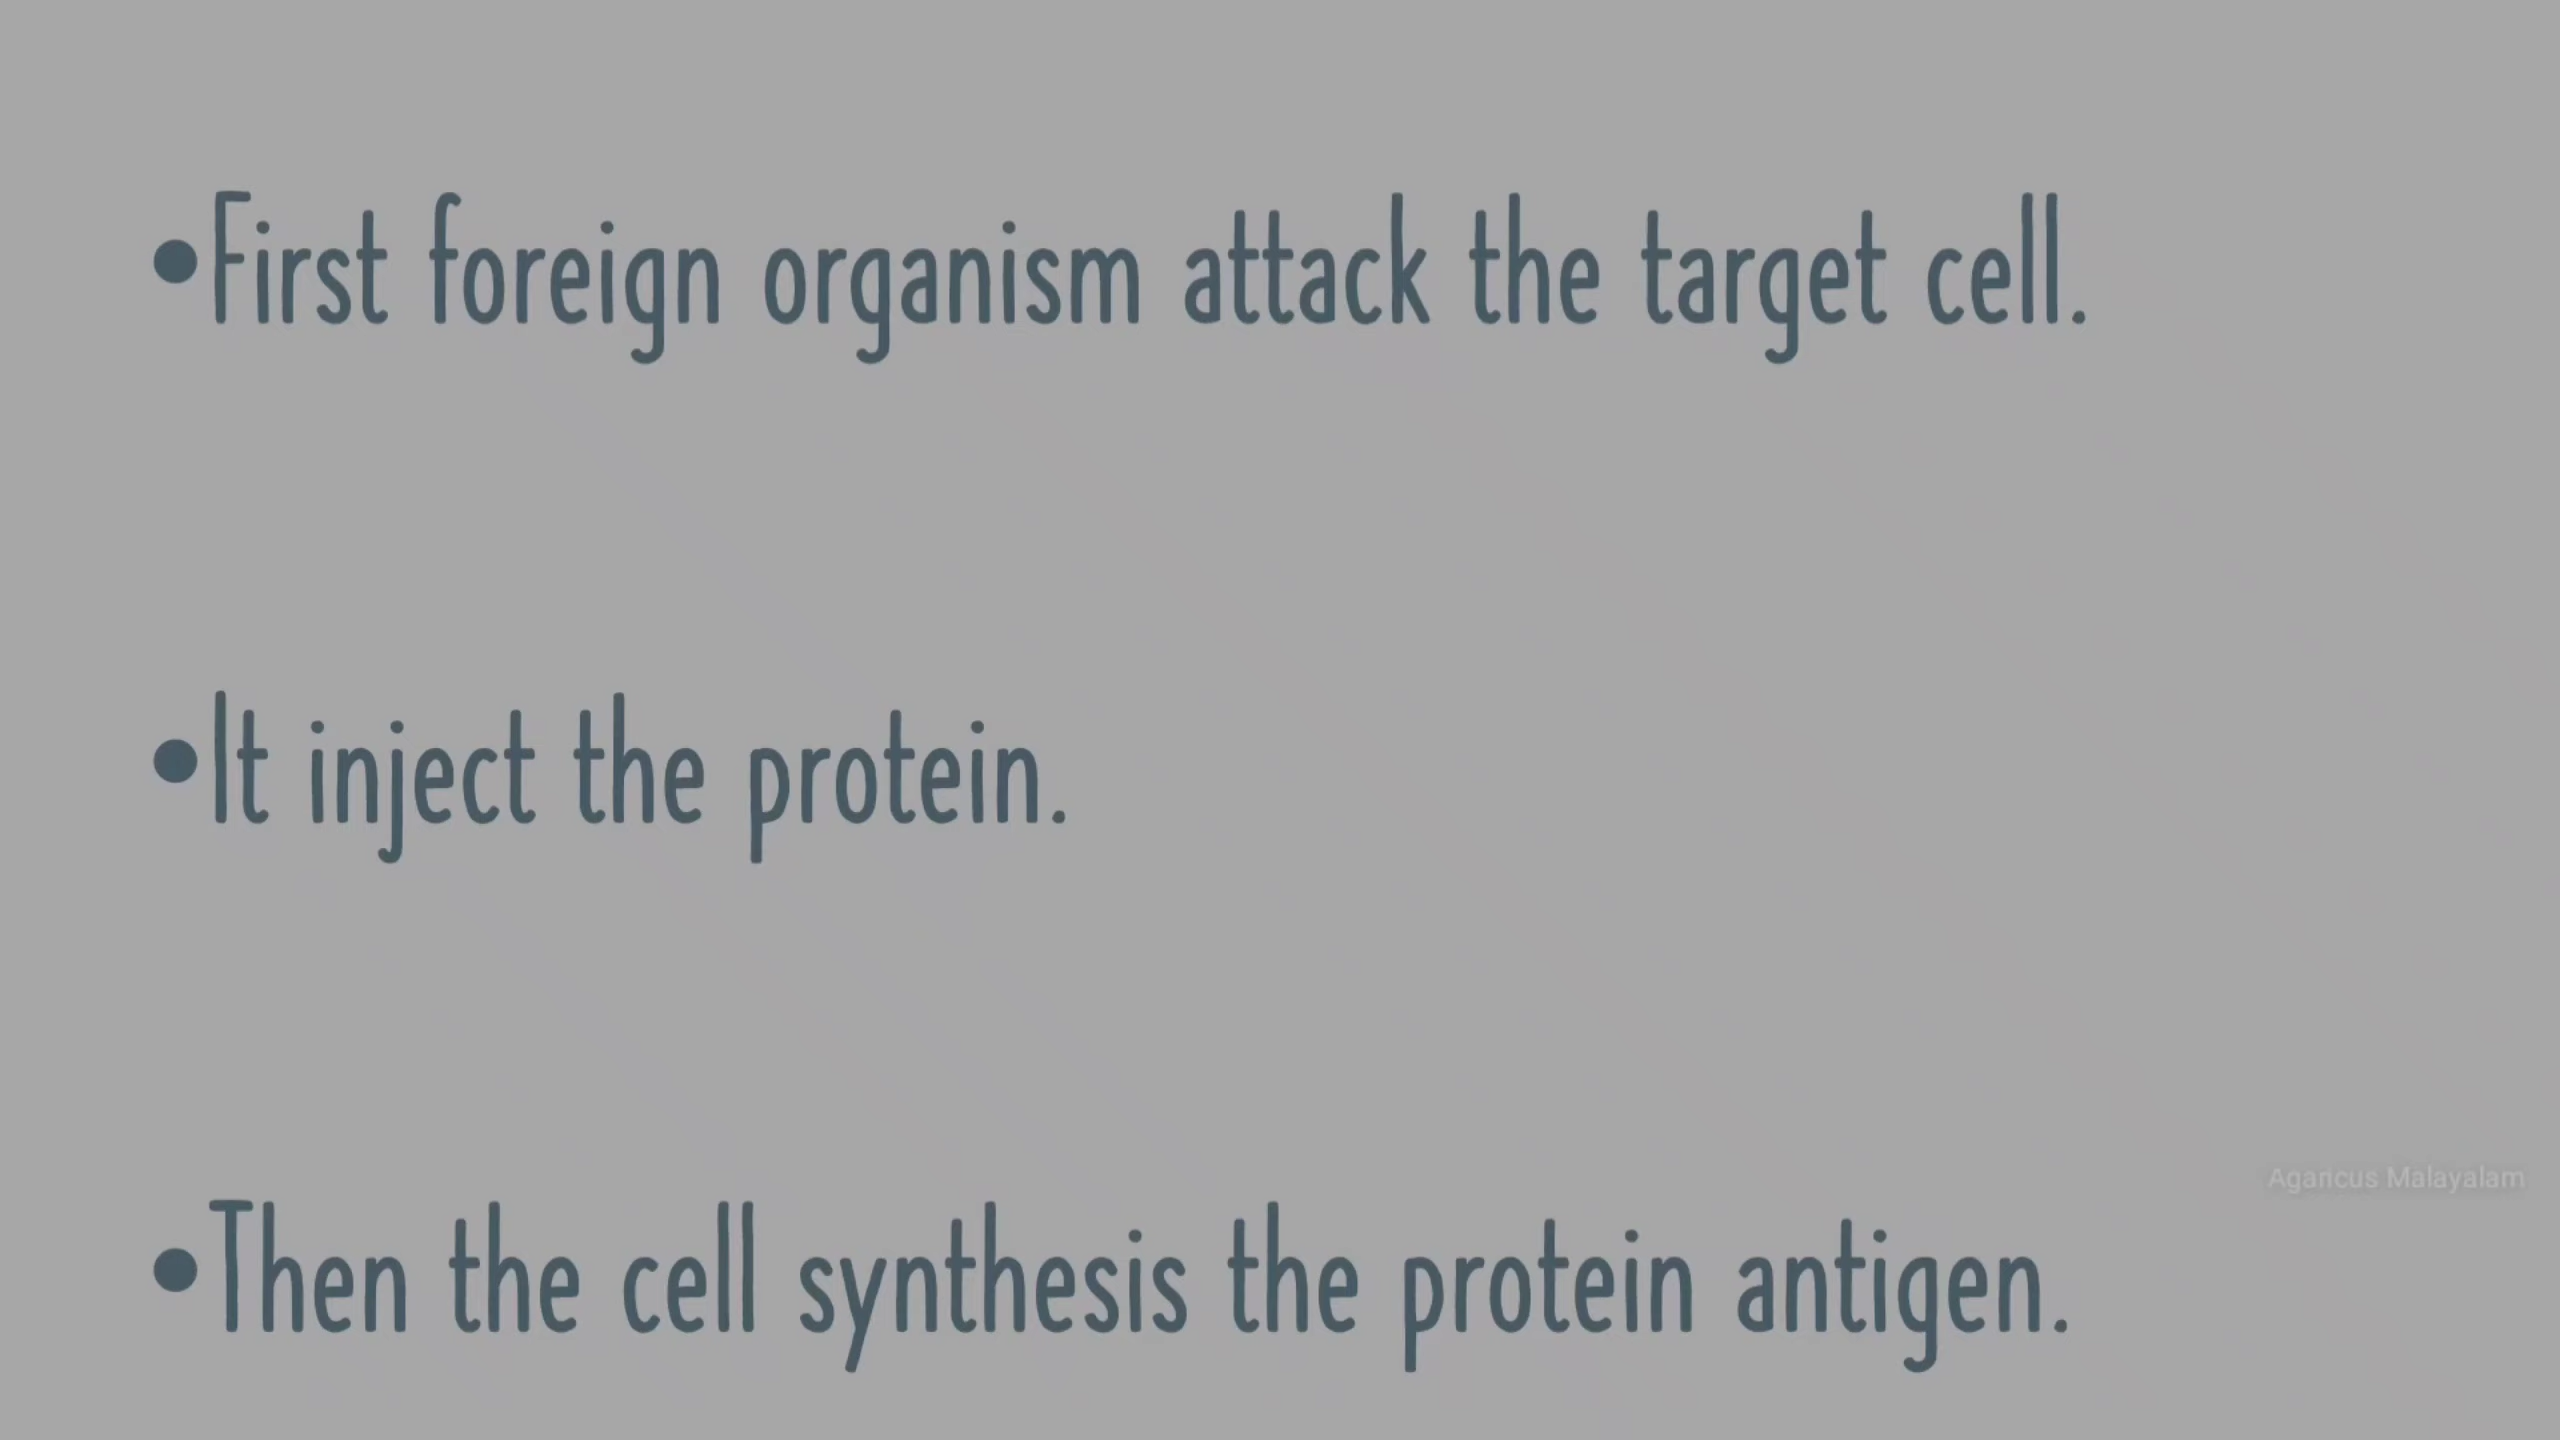 •First foreign organism attack the target cell.
•It inject the protein.
Agaricus Malayalam
•Then the cell synthesis the protein antigen.